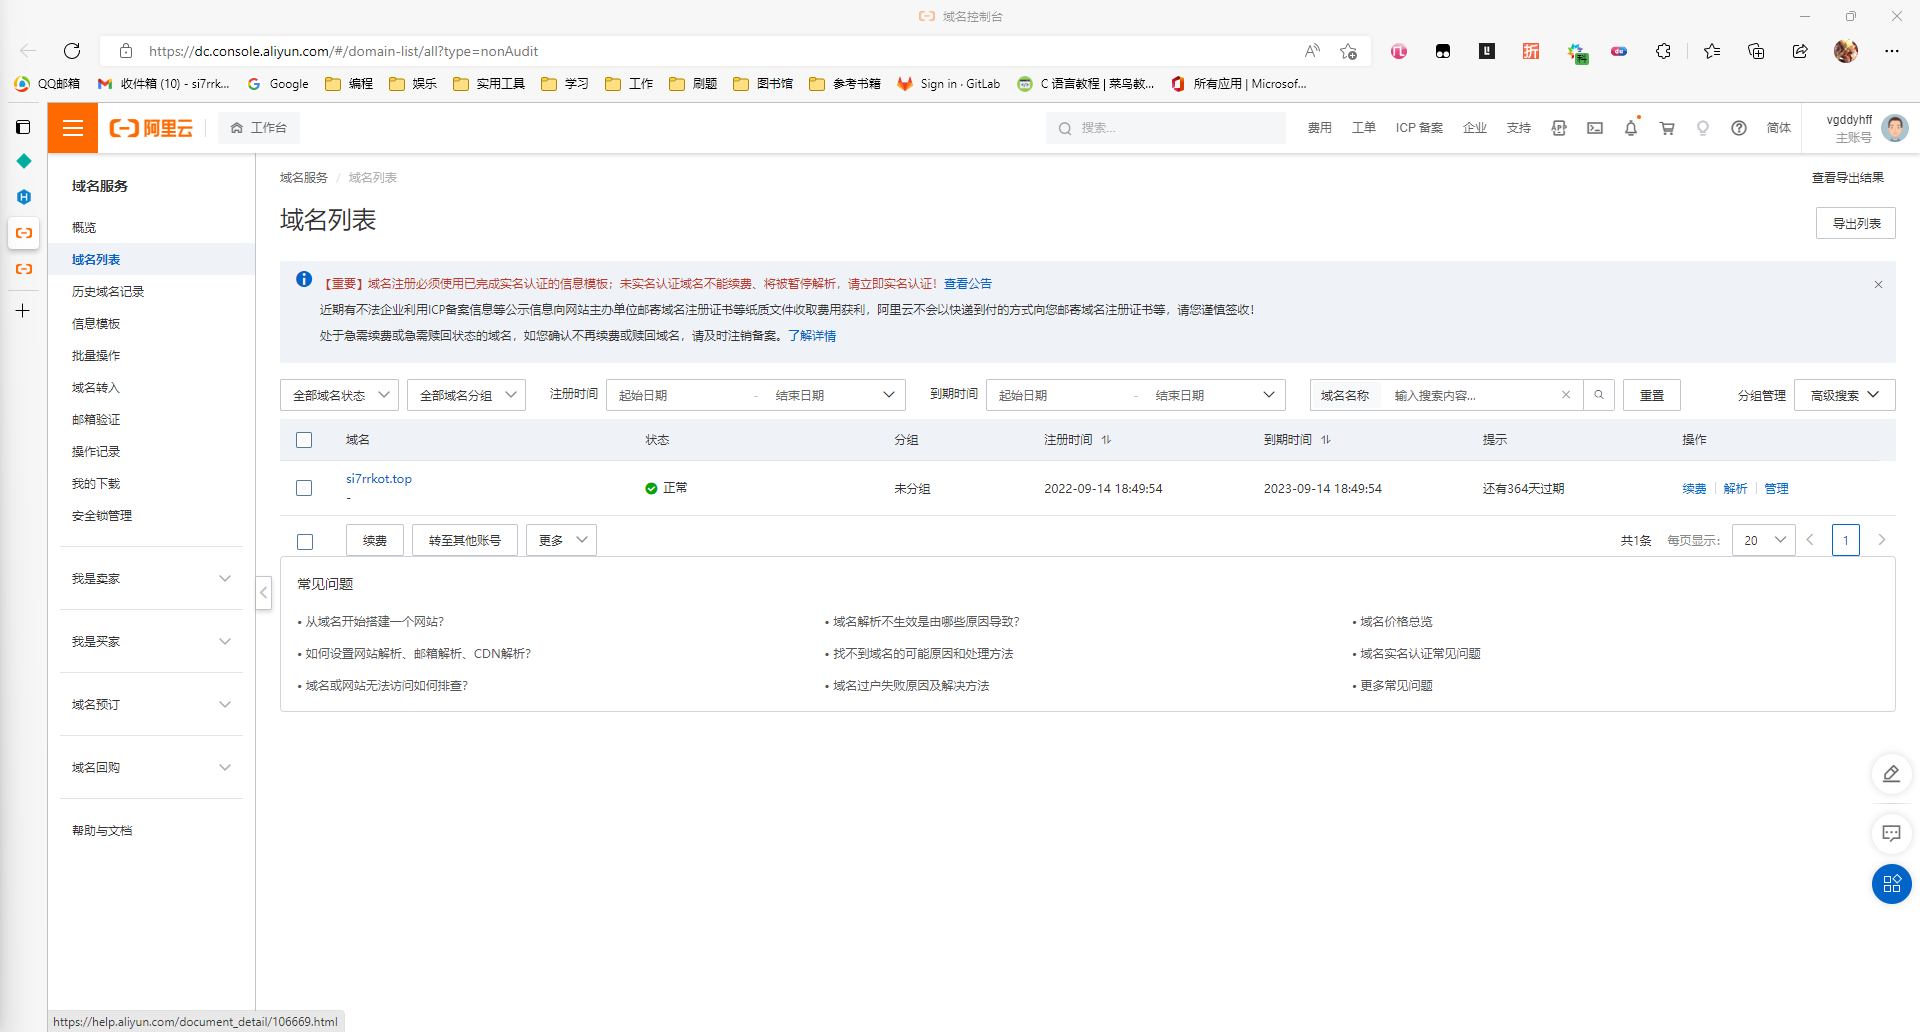 域名控制台
https://dc.console.aliyun.com/#/domain-list/all?type=nonAudit
QQ邮箱
收件箱 (10) - si7rrk...
Google
编程
娱乐
实用工具
学习
工作
刷题
图书馆
参考书籍
Sign in · GitLab
C 语言教程 | 菜鸟教...
所有应用 | Microsof...
阿里云
工作台
搜索...
费用
工单
ICP 备案
企业
支持
简体
vgddyhff
主账号
域名服务
概览
域名列表
历史域名记录
信息模板
批量操作
域名转入
邮箱验证
操作记录
我的下载
安全锁管理
我是卖家
我是买家
域名预订
域名回购
帮助与文档
域名服务 / 域名列表
查看导出结果
域名列表
导出列表
【重要】域名注册必须使用已完成实名认证的信息模板；未实名认证域名不能续费、将被暂停解析，请立即实名认证！查看公告
近期有不法企业利用ICP备案信息等公示信息向网站主办单位邮寄域名注册证书等纸质文件收取费用获利，阿里云不会以快递到付的方式向您邮寄域名注册证书等，请您谨慎签收！
处于急需续费或急需赎回状态的域名，如您确认不再续费或赎回域名，请及时注销备案。了解详情
全部域名状态
全部域名分组
注册时间
起始日期 - 结束日期
到期时间
起始日期 - 结束日期
域名名称
输入搜索内容...
重置
分组管理
高级搜索
域名 状态 分组 注册时间 到期时间 提示 操作
si7rrkot.top 正常 未分组 2022-09-14 18:49:54 2023-09-14 18:49:54 还有364天过期 续费 解析 管理
-
续费
转至其他账号
更多
共1条
每页显示：
20
1
常见问题
• 从域名开始搭建一个网站?
• 域名解析不生效是由哪些原因导致?
• 域名价格总览
• 如何设置网站解析、邮箱解析、CDN解析?
• 找不到域名的可能原因和处理方法
• 域名实名认证常见问题
• 域名或网站无法访问如何排查?
• 域名过户失败原因及解决方法
• 更多常见问题
https://help.aliyun.com/document_detail/106669.html